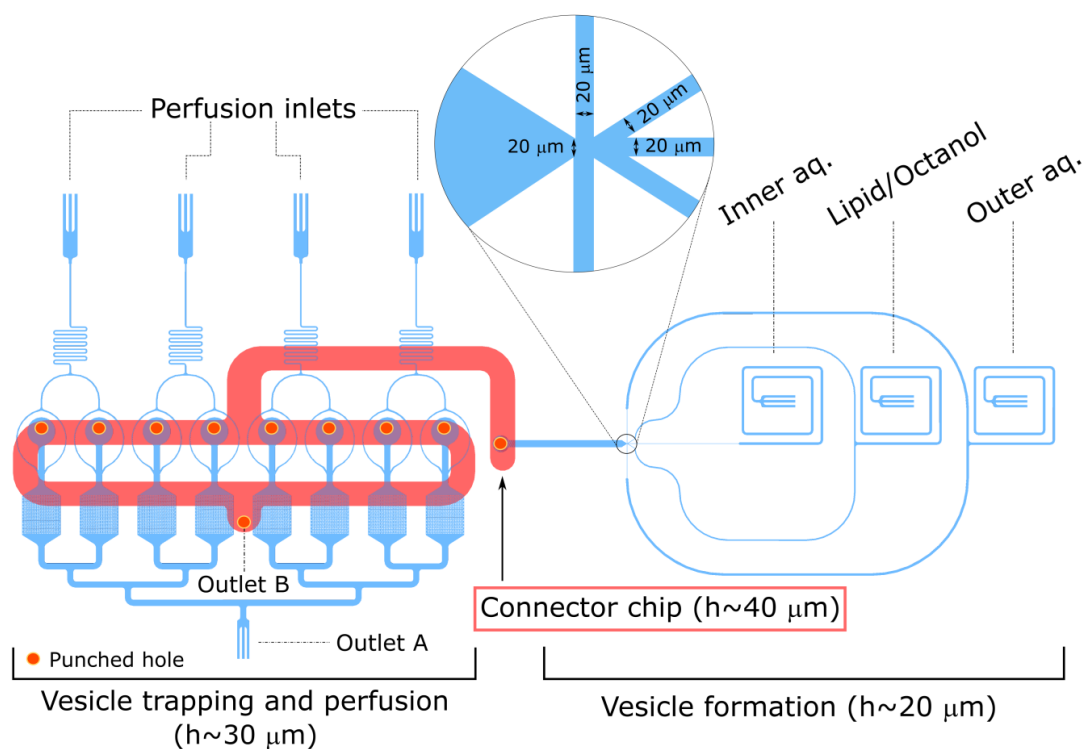 Perfusion inlets
20 μm
20 μm
20 μm
20 μm
Inner aq.
Lipid/Octanol
Outer aq.
Outlet B
Connector chip (h~40 μm)
Outlet A
Punched hole
Vesicle trapping and perfusion
(h~30 μm)
Vesicle formation (h~20 μm)